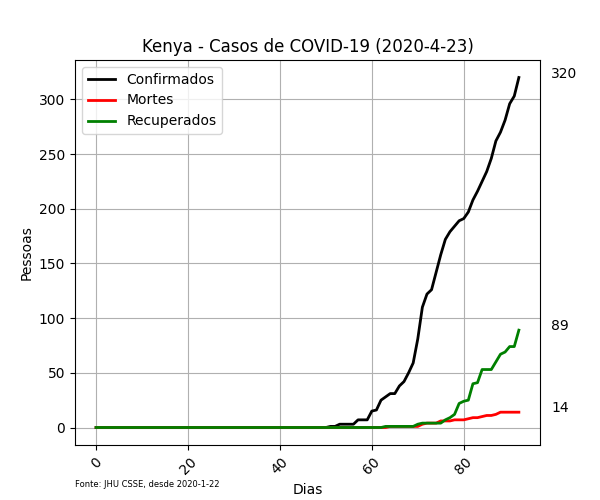 Kenya - Casos de COVID-19 (2020-4-23)
Confirmados
Mortes
Recuperados
320
89
14
300
250
200
150
100
50
0
Pessoas
0
20
40
60
80
Dias
Fonte: JHU CSSE, desde 2020-1-22